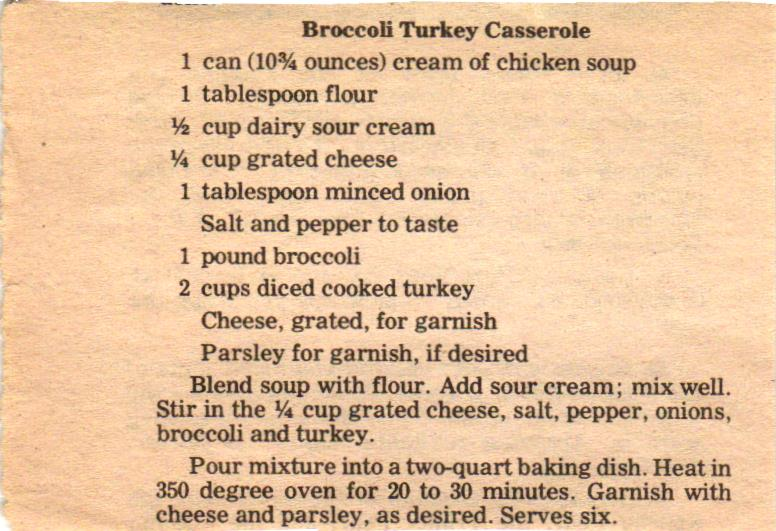 Broccoli Turkey Casserole
1 can (10¾ ounces) cream of chicken soup
1 tablespoon flour
½ cup dairy sour cream
¼ cup grated cheese
1 tablespoon minced onion
Salt and pepper to taste
1 pound broccoli
2 cups diced cooked turkey
Cheese, grated, for garnish
Parsley for garnish, if desired
Blend soup with flour. Add sour cream; mix well.
Stir in the ¼ cup grated cheese, salt, pepper, onions,
broccoli and turkey.
Pour mixture into a two-quart baking dish. Heat in
350 degree oven for 20 to 30 minutes. Garnish with
cheese and parsley, as desired. Serves six.